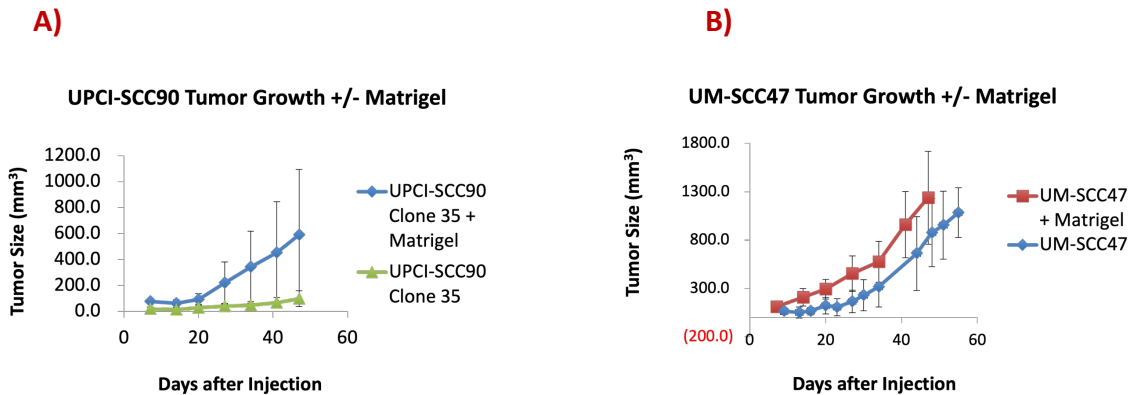 A)
B)
UPCI-SCC90 Tumor Growth +/- Matrigel
UM-SCC47 Tumor Growth +/- Matrigel
Tumor Size (mm³)
1200.0
1000.0
800.0
600.0
400.0
200.0
0.0
0
20
40
60
Days after Injection
UPCI-SCC90
Clone 35 +
Matrigel
UPCI-SCC90
Clone 35
Tumor Size (mm³)
1800.0
1300.0
800.0
300.0
(200.0)
0
20
40
60
Days after Injection
UM-SCC47
+ Matrigel
UM-SCC47